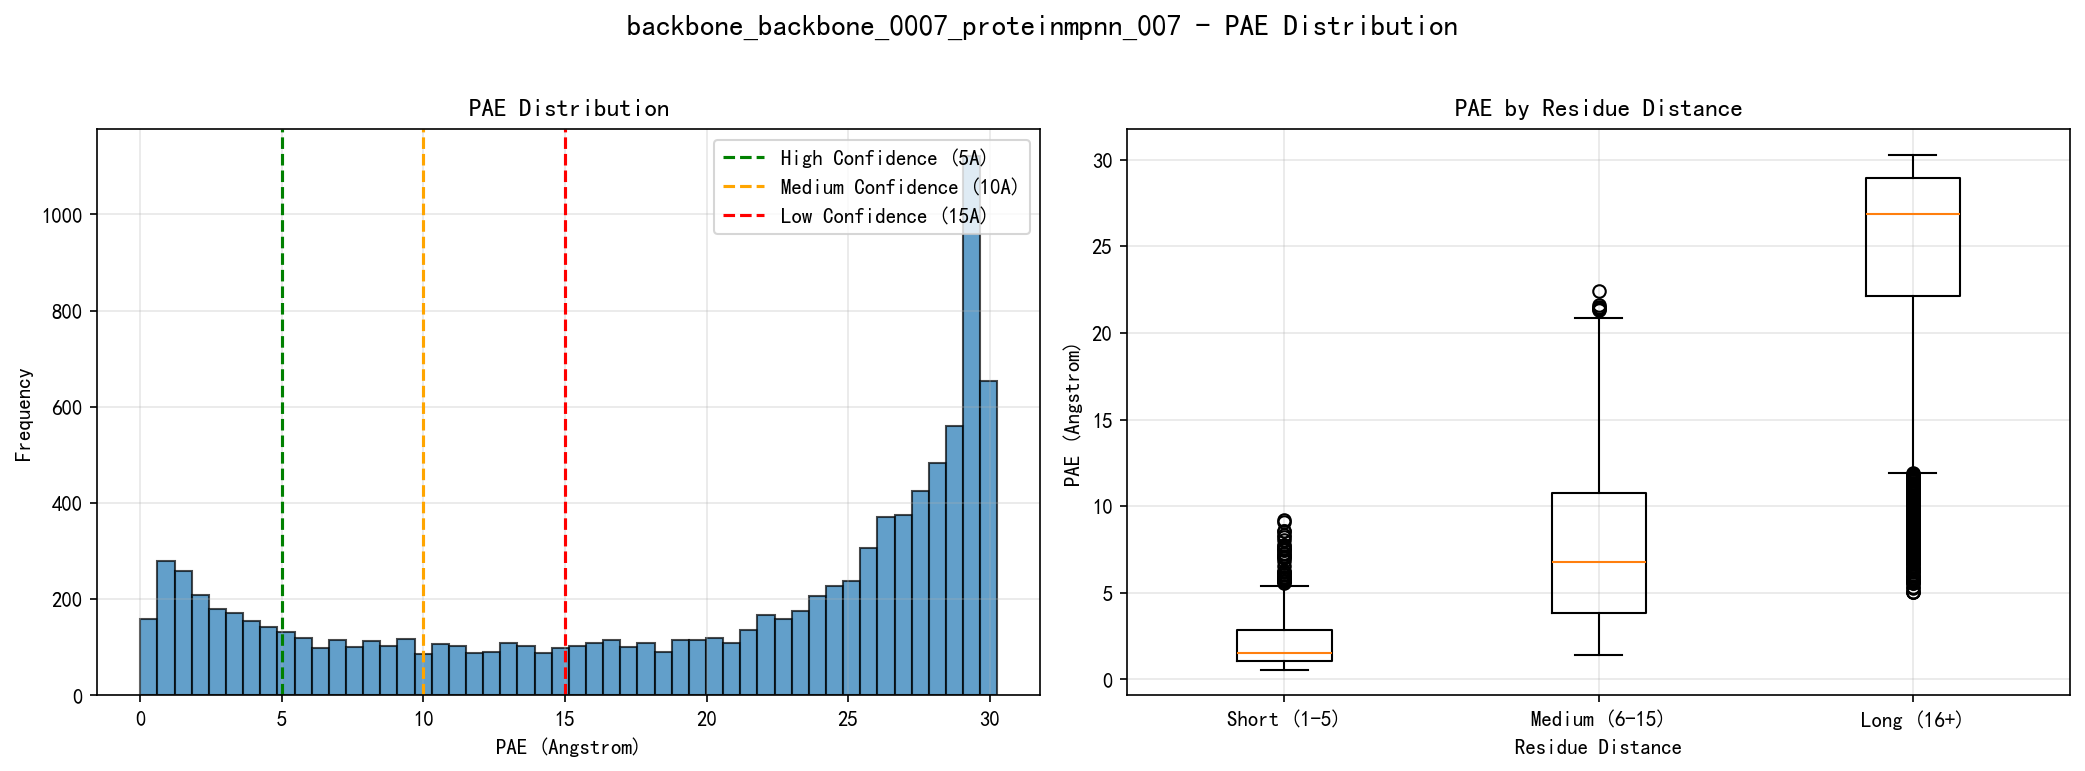 backbone_backbone_0007_proteinmpnn_007 - PAE Distribution
PAE Distribution
High Confidence (5A)
Medium Confidence (10A)
Low Confidence (15A)
1000
800
600
400
200
0
Frequency
0 5 10 15 20 25 30
PAE (Angstrom)
PAE by Residue Distance
30
25
20
15
10
5
0
PAE (Angstrom)
Short (1-5) Medium (6-15) Long (16+)
Residue Distance